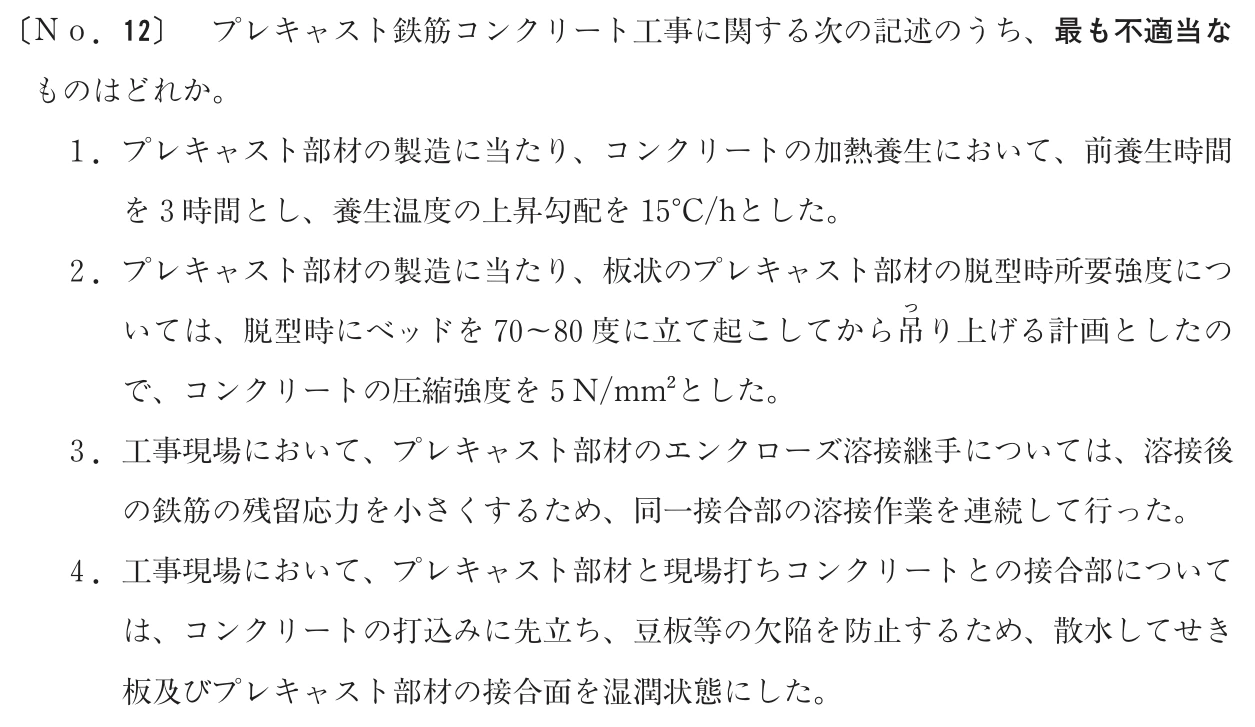 〔Ｎｏ．12〕　プレキャスト鉄筋コンクリート工事に関する次の記述のうち、最も不適当な
ものはどれか。
1．プレキャスト部材の製造に当たり、コンクリートの加熱養生において、前養生時間
を３時間とし、養生温度の上昇勾配を 15℃/hとした。
2．プレキャスト部材の製造に当たり、板状のプレキャスト部材の脱型時所要強度につ
いては、脱型時にベッドを 70～80 度に立て起こしてから吊り上げる計画としたの
で、コンクリートの圧縮強度を 5 N/mm²とした。
3．工事現場において、プレキャスト部材のエンクローズ溶接継手については、溶接後
の鉄筋の残留応力を小さくするため、同一接合部の溶接作業を連続して行った。
4．工事現場において、プレキャスト部材と現場打ちコンクリートとの接合部について
は、コンクリートの打込みに先立ち、豆板等の欠陥を防止するため、散水してせき
板及びプレキャスト部材の接合面を湿潤状態にした。